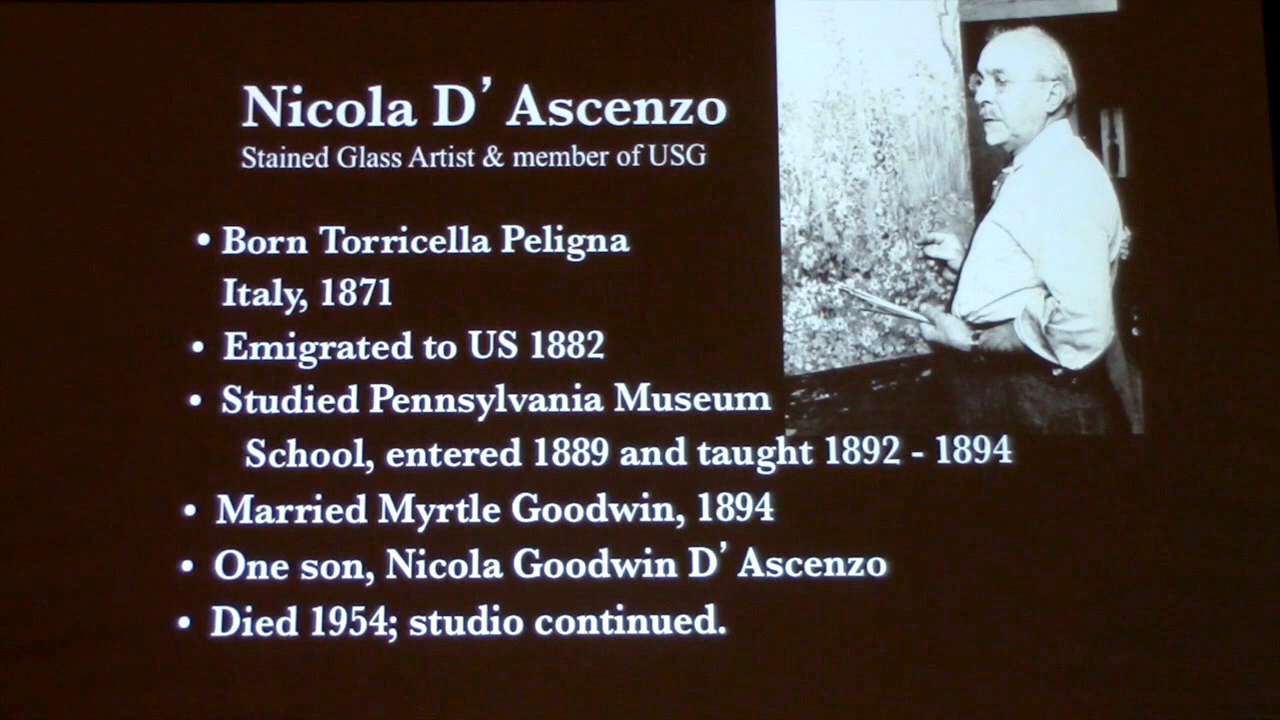 Nicola D’ Ascenzo
Stained Glass Artist & member of USG
• Born Torricella Peligna
Italy, 1871
• Emigrated to US 1882
• Studied Pennsylvania Museum
School, entered 1889 and taught 1892 - 1894
• Married Myrtle Goodwin, 1894
• One son, Nicola Goodwin D’ Ascenzo
• Died 1954; studio continued.